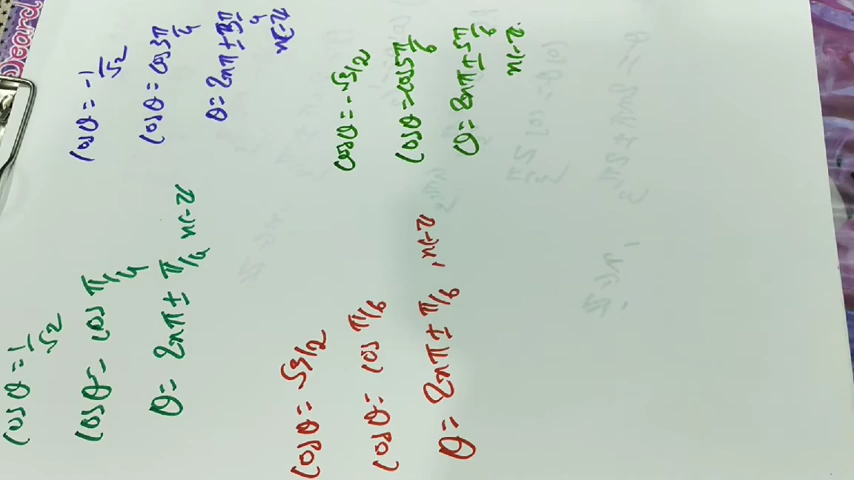 cos θ = 1/√2
cos θ = cos π/4
θ = 2nπ ± π/4 n∈Z
cos θ = -1/√2
cos θ = cos 3π/4
θ = 2nπ ± 3π/4 n∈Z
cos θ = √3/2
cos θ = cos π/6
θ = 2nπ ± π/6, n∈Z
cos θ = -√3/2
cos θ = cos 5π/6
θ = 2nπ ± 5π/6 n∈Z